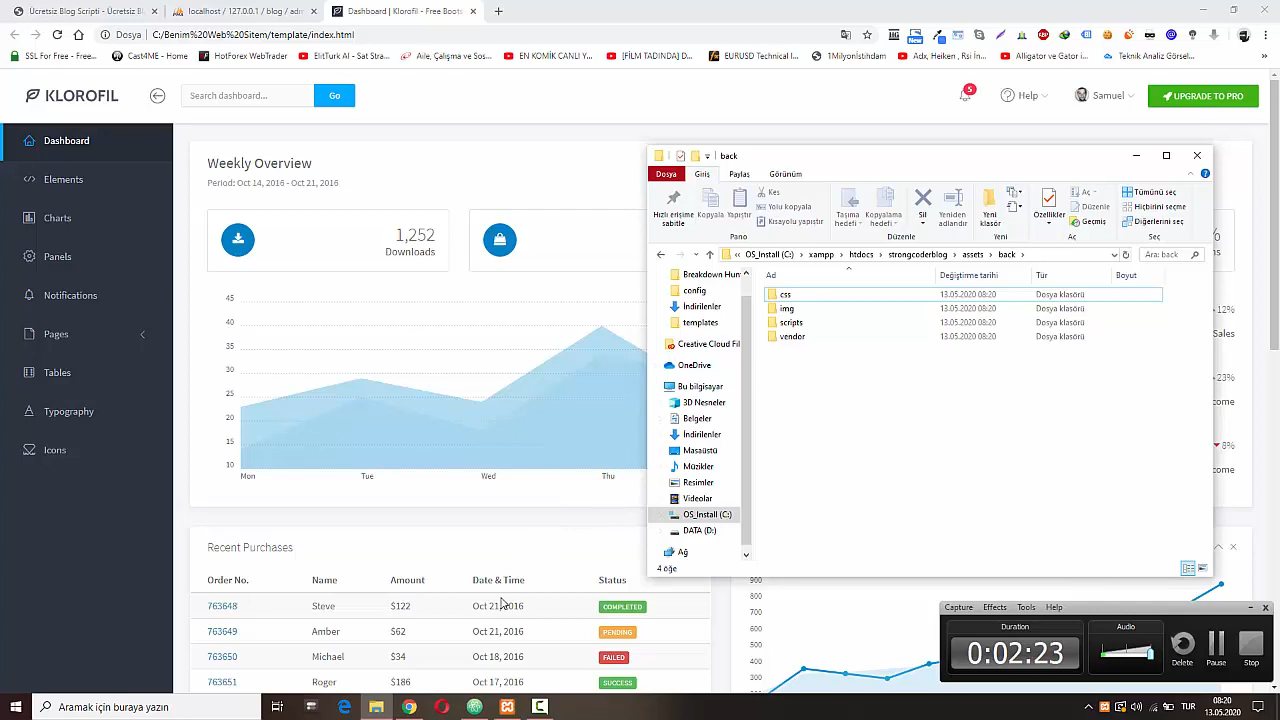 Ücretsiz Blog Scripti - Ücretsiz B
localhost / 127.0.0.1 / blog / adm
Dashboard | Klorofil - Free Boots
Dosya
C:/Benim%20Web%20Sitem/template/index.html
SSL For Free - Free...
Cast4ME - Home
FxbtForexWebTrader
ElitTurk AI - Sat Sta...
Aile, Çalışma ve Sos...
EN KOMİK CANLI Y...
[FİLM TADINDA] D...
EURUSD Technical I...
1Milyonİstihdam
Adx, Heiken , Rsi İn...
Alligator ve Gator i...
Teknik Analiz Görsel...
KLOROFIL
Search dashboard...
Go
5
Help
Samuel
UPGRADE TO PRO
Dashboard
Elements
Charts
Panels
Notifications
Pages
Tables
Typography
Icons
Weekly Overview
Period: Oct 14, 2016 - Oct 21, 2016
1,252
Downloads
%
Sales
23%
come
8%
come
45
40
35
30
25
20
15
10
Mon
Tue
Wed
Thu
back
Dosya
Giriş
Paylaş
Görünüm
Hızlı erişime sabitle
Kopyala
Yapıştır
Kes
Yolu kopyala
Kısayolu yapıştır
Pano
Taşıma hedefi
Kopyalama hedefi
Sil
Yeniden adlandır
Düzenle
Yeni klasör
Yeni
Özellikler
Aç
Düzenle
Geçmiş
Aç
Tümünü seç
Hiçbirini seçme
Diğerlerini seç
Seç
« OS_Install (C:) › xampp › htdocs › strongcoderblog › assets › back ›
Ara: back
Breakdown Hum
config
İndirilenler
templates
Creative Cloud Fil
OneDrive
Bu bilgisayar
3D Nesneler
Belgeler
İndirilenler
Masaüstü
Müzikler
Resimler
Videolar
OS_Install (C:)
DATA (D:)
Ağ
Ad
Değiştirme tarihi
Tür
Boyut
css 13.05.2020 08:20 Dosya klasörü
img 13.05.2020 08:20 Dosya klasörü
scripts 13.05.2020 08:20 Dosya klasörü
vendor 13.05.2020 08:20 Dosya klasörü
4 öğe
Recent Purchases
Order No. Name Amount Date & Time Status
763648 Steve $122 Oct 21, 2016 COMPLETED
763649 Amber $62 Oct 21, 2016 PENDING
763650 Michael $34 Oct 18, 2016 FAILED
763651 Roger $186 Oct 17, 2016 SUCCESS
900
800
700
600
500
400
300
Capture Effects Tools Help
Duration
0:02:23
Audio
Delete
Pause
Stop
Aramak için buraya yazın
TUR
08:20
13.05.2020